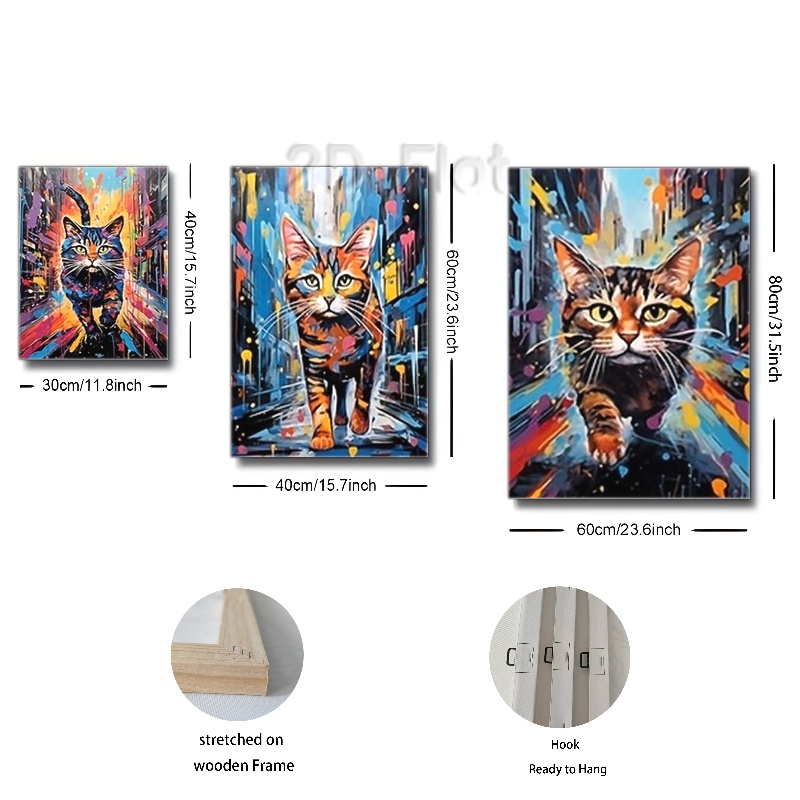 2D Flat
40cm/15.7inch
30cm/11.8inch
60cm/23.6inch
40cm/15.7inch
80cm/31.5inch
60cm/23.6inch
stretched on
wooden Frame
Hook
Ready to Hang